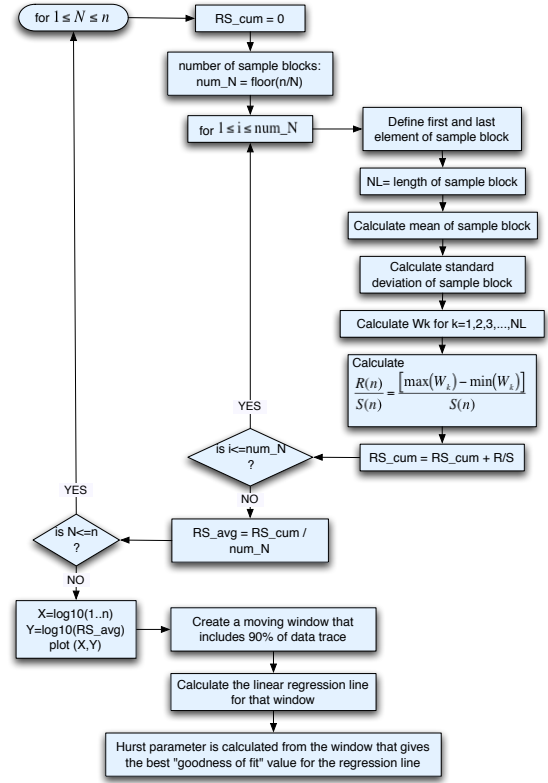 for 1 ≤ N ≤ n
RS_cum = 0
number of sample blocks:
num_N = floor(n/N)
for 1 ≤ i ≤ num_N
Define first and last
element of sample block
NL= length of sample block
Calculate mean of sample block
Calculate standard
deviation of sample block
Calculate Wk for k=1,2,3,...,NL
Calculate
R(n)/S(n) = [max(W_k) − min(W_k)]/S(n)
RS_cum = RS_cum + R/S
YES
is i<=num_N
?
NO
RS_avg = RS_cum /
num_N
YES
is N<=n
?
NO
X=log10(1..n)
Y=log10(RS_avg)
plot (X,Y)
Create a moving window that
includes 90% of data trace
Calculate the linear regression line
for that window
Hurst parameter is calculated from the window that gives
the best "goodness of fit" value for the regression line